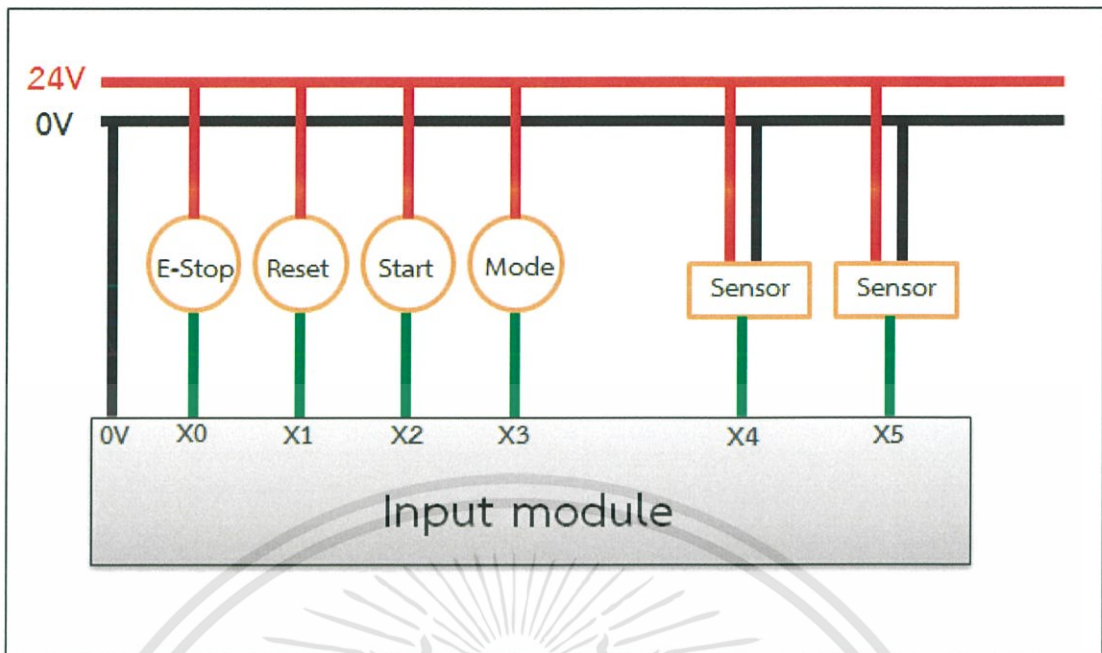 24V
0V
E-Stop Reset Start Mode
Sensor Sensor
0V X0 X1 X2 X3 X4 X5
Input module